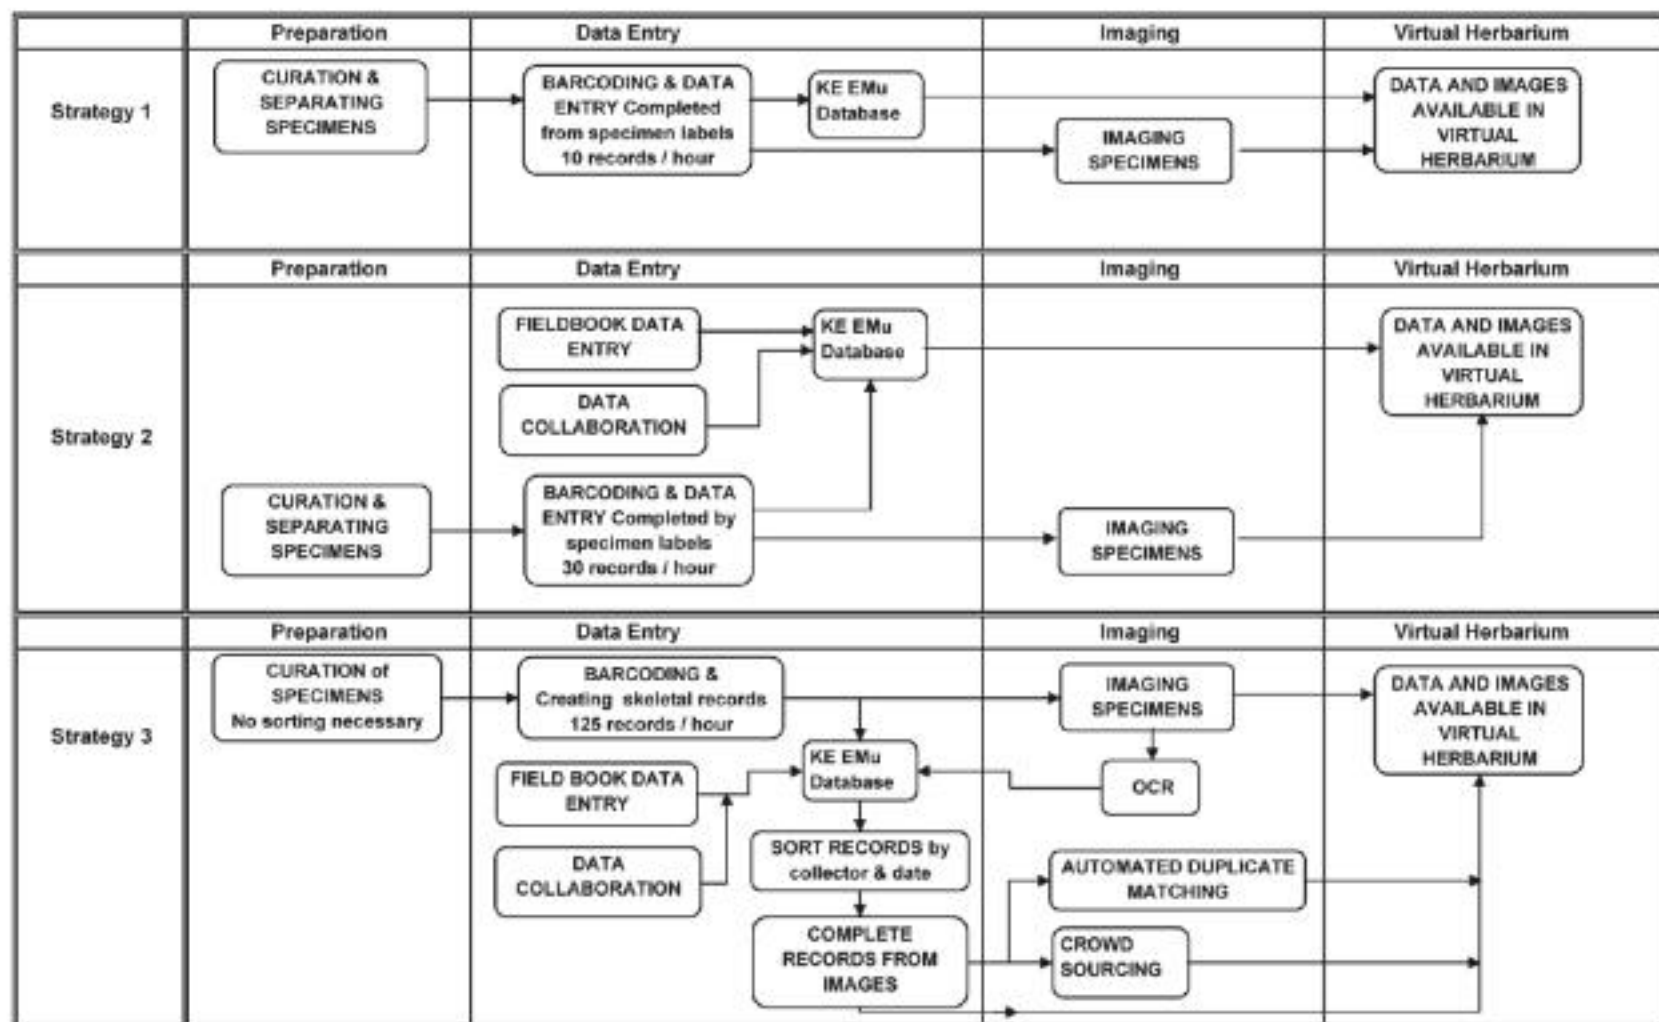 Preparation Data Entry Imaging Virtual Herbarium
Strategy 1
CURATION &
SEPARATING
SPECIMENS
BARCODING & DATA
ENTRY Completed
from specimen labels
10 records / hour
KE EMu
Database
IMAGING
SPECIMENS
DATA AND IMAGES
AVAILABLE IN
VIRTUAL
HERBARIUM
Preparation Data Entry Imaging Virtual Herbarium
Strategy 2
FIELDBOOK DATA
ENTRY
DATA
COLLABORATION
CURATION &
SEPARATING
SPECIMENS
BARCODING & DATA
ENTRY Completed by
specimen labels
30 records / hour
KE EMu
Database
IMAGING
SPECIMENS
DATA AND IMAGES
AVAILABLE IN
VIRTUAL
HERBARIUM
Preparation Data Entry Imaging Virtual Herbarium
Strategy 3
CURATION of
SPECIMENS
No sorting necessary
BARCODING &
Creating skeletal records
125 records / hour
FIELD BOOK DATA
ENTRY
DATA
COLLABORATION
KE EMu
Database
SORT RECORDS by
collector & date
COMPLETE
RECORDS FROM
IMAGES
IMAGING
SPECIMENS
OCR
AUTOMATED DUPLICATE
MATCHING
CROWD
SOURCING
DATA AND IMAGES
AVAILABLE IN
VIRTUAL
HERBARIUM